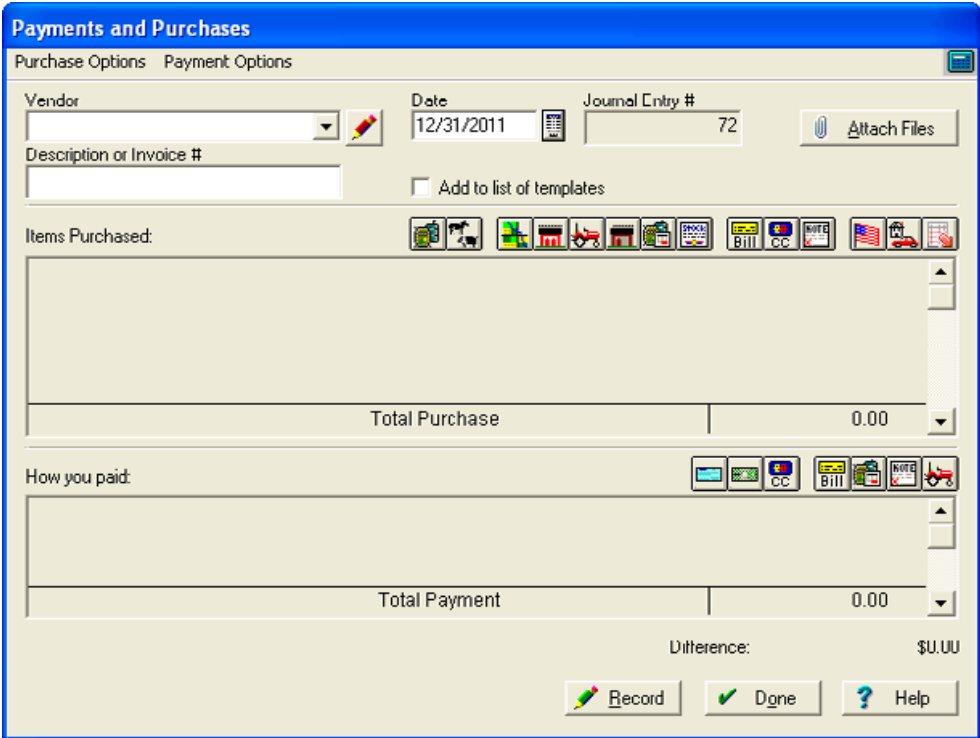 Payments and Purchases
Purchase Options Payment Options
Vendor Date Journal Entry #
12/31/2011 72 Attach Files
Description or Invoice #
Add to list of templates
Items Purchased: STOCK Bill CC NOTE
Total Purchase 0.00
How you paid: CC Bill NOTE
Total Payment 0.00
Difference: $0.00
Record Done ? Help